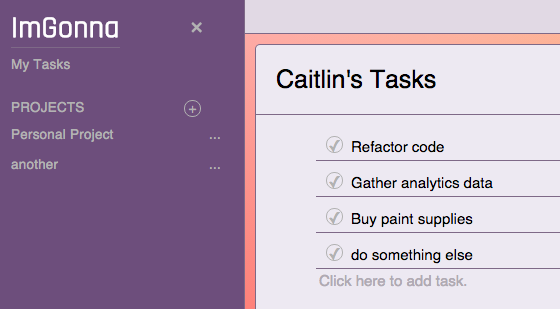 ImGonna
×
My Tasks
PROJECTS +
Personal Project ...
another ...
Caitlin's Tasks
Refactor code
Gather analytics data
Buy paint supplies
do something else
Click here to add task.